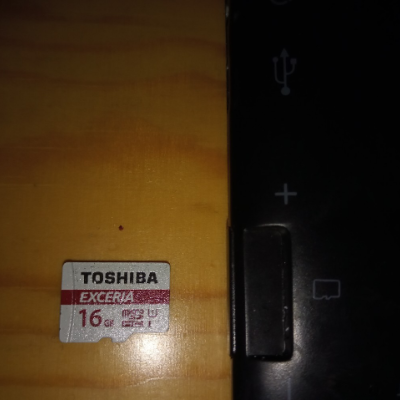 TOSHIBA
EXCERIA
16GB
+